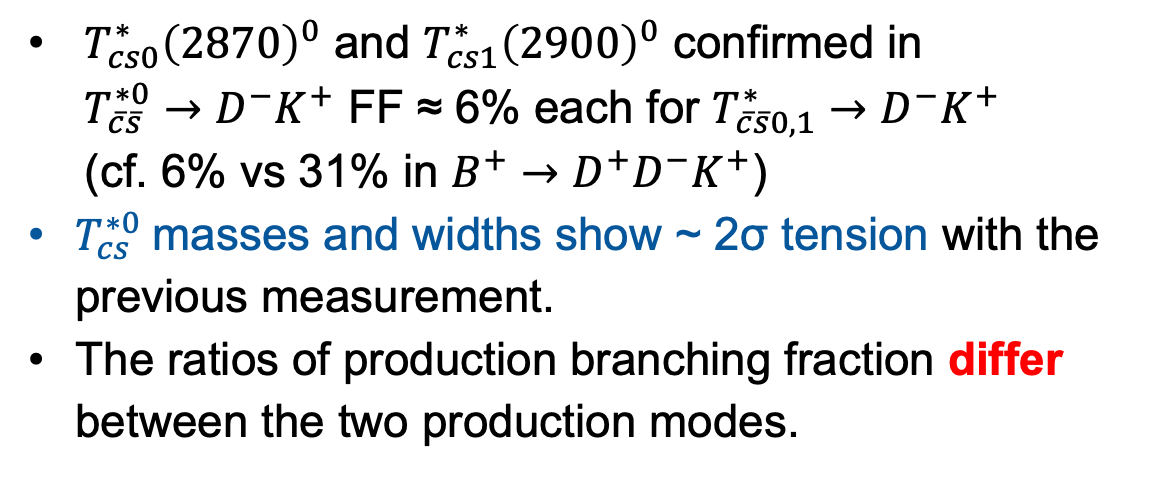 • T*cs0(2870)⁰ and T*cs1(2900)⁰ confirmed in
T*⁰c̄s̄ → D⁻K⁺ FF ≈ 6% each for T*c̄s̄0,1 → D⁻K⁺
(cf. 6% vs 31% in B⁺ → D⁺D⁻K⁺)
• T*⁰cs masses and widths show ~ 2σ tension with the
previous measurement.
• The ratios of production branching fraction differ
between the two production modes.